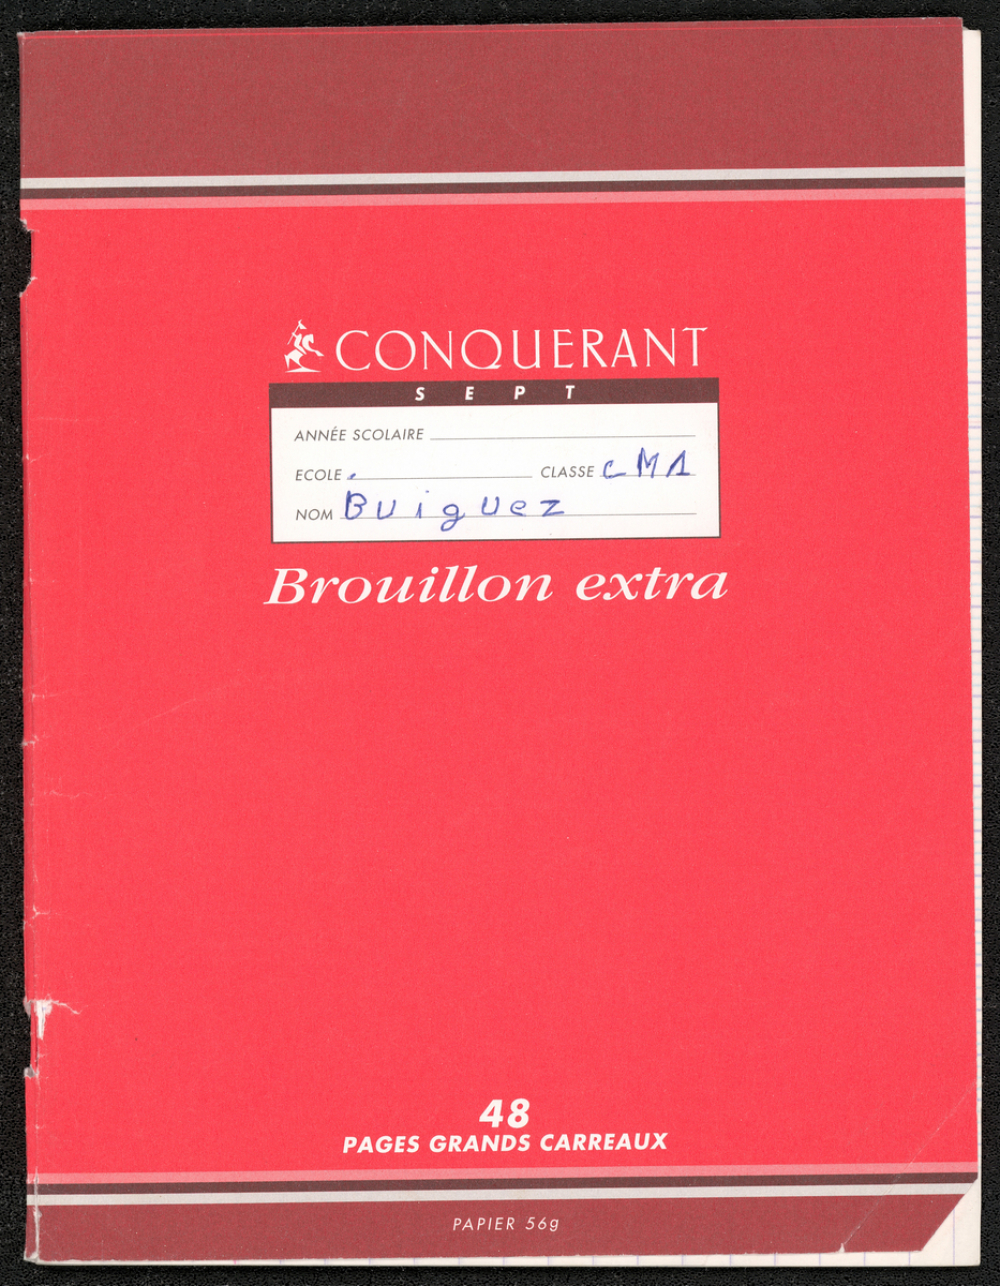 CONQUERANT
SEPT
ANNÉE SCOLAIRE
ECOLE . CLASSE CM1
NOM Buiguez
Brouillon extra
48
PAGES GRANDS CARREAUX
PAPIER 56g